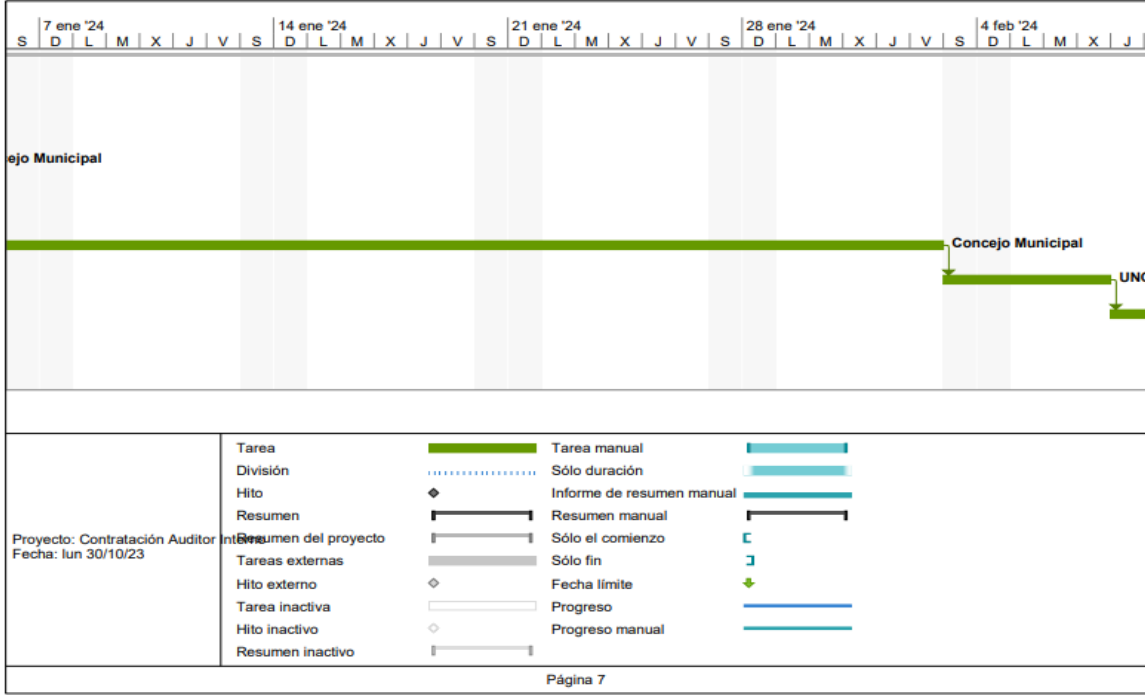 7 ene '24 14 ene '24 21 ene '24 28 ene '24 4 feb '24
S D L M X J V S D L M X J V S D L M X J V S D L M X J V S D L M X J
ejo Municipal
Concejo Municipal
UNG
Tarea Tarea manual
División Sólo duración
Hito Informe de resumen manual
Resumen Resumen manual
Proyecto: Contratación Auditor Interno Resumen del proyecto Sólo el comienzo
Fecha: lun 30/10/23
Tareas externas Sólo fin
Hito externo Fecha límite
Tarea inactiva Progreso
Hito inactivo Progreso manual
Resumen inactivo
Página 7